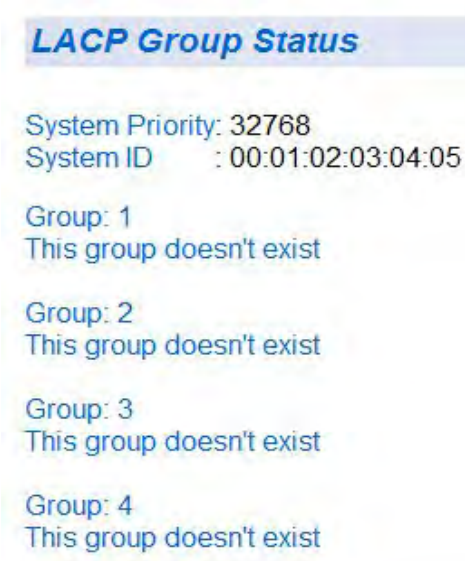 LACP Group Status
System Priority: 32768
System ID : 00:01:02:03:04:05
Group: 1
This group doesn't exist
Group: 2
This group doesn't exist
Group: 3
This group doesn't exist
Group: 4
This group doesn't exist